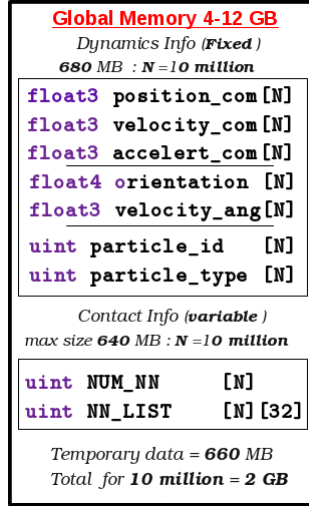 Global Memory 4-12 GB
Dynamics Info (Fixed )
680 MB : N =10 million
float3 position_com[N]
float3 velocity_com[N]
float3 accelert_com[N]
float4 orientation [N]
float3 velocity_ang[N]
uint particle_id [N]
uint particle_type [N]
Contact Info (variable )
max size 640 MB : N =10 million
uint NUM_NN [N]
uint NN_LIST [N][32]
Temporary data = 660 MB
Total for 10 million = 2 GB